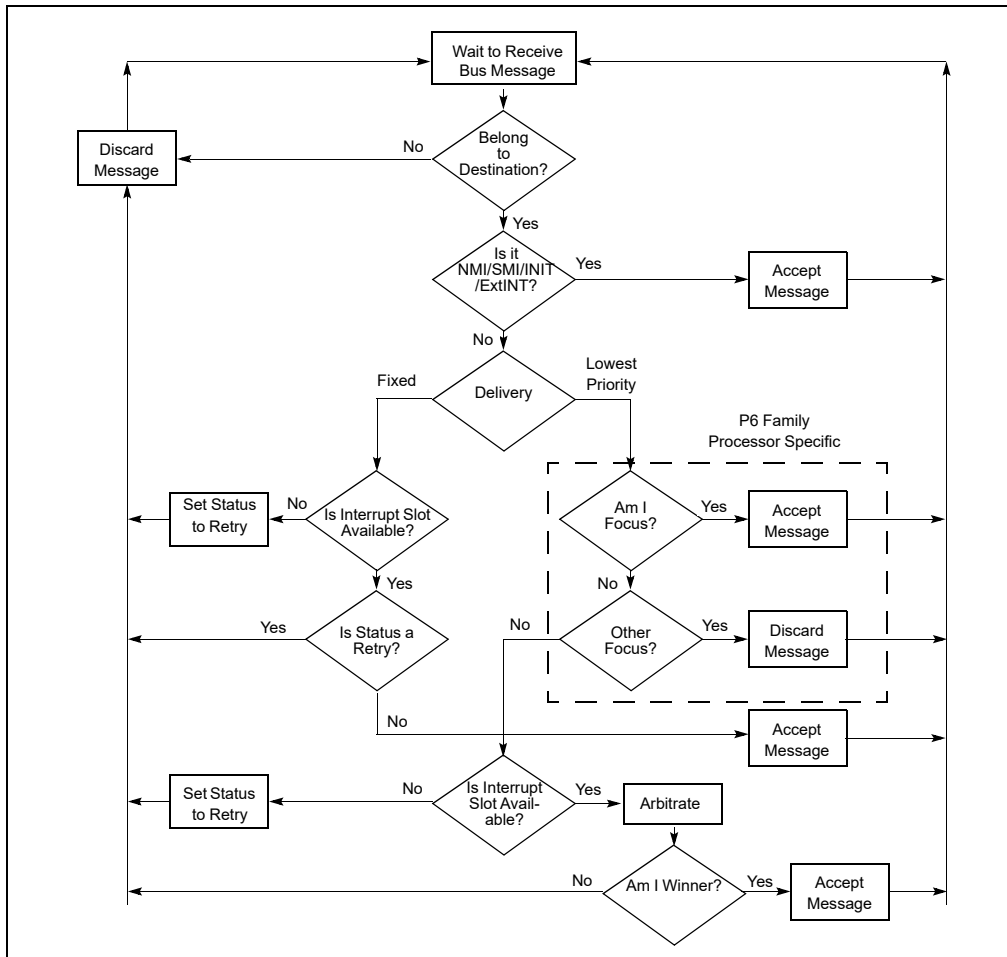 Wait to Receive
Bus Message
Belong
to
Destination?
No
Discard
Message
Yes
Is it
NMI/SMI/INIT
/ExtINT?
Yes
Accept
Message
No
Delivery
Fixed
Lowest
Priority
P6 Family
Processor Specific
Set Status
to Retry
No
Is Interrupt Slot
Available?
Am I
Focus?
Yes
Accept
Message
Yes
No
Yes
Is Status a
Retry?
No
Other
Focus?
Yes
Discard
Message
No
Accept
Message
Set Status
to Retry
No
Is Interrupt
Slot Avail-
able?
Yes
Arbitrate
No
Am I Winner?
Yes
Accept
Message